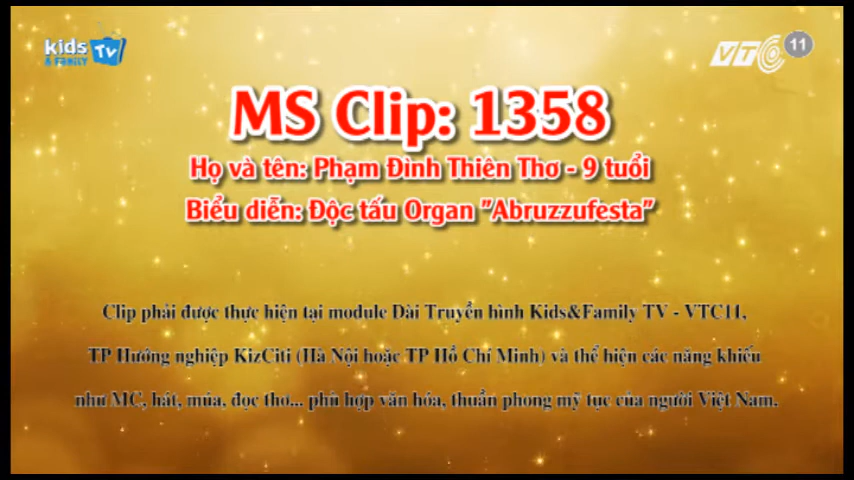 kids TV
& FAMILY
VTC 11
MS Clip: 1358
Họ và tên: Phạm Đình Thiên Thơ - 9 tuổi
Biểu diễn: Độc tấu Organ "Abruzzufesta"
Clip phải được thực hiện tại module Đài Truyền hình Kids&Family TV - VTC11,
TP Hướng nghiệp KizCiti (Hà Nội hoặc TP Hồ Chí Minh) và thể hiện các năng khiếu
như MC, hát, múa, đọc thơ... phù hợp văn hóa, thuần phong mỹ tục của người Việt Nam.